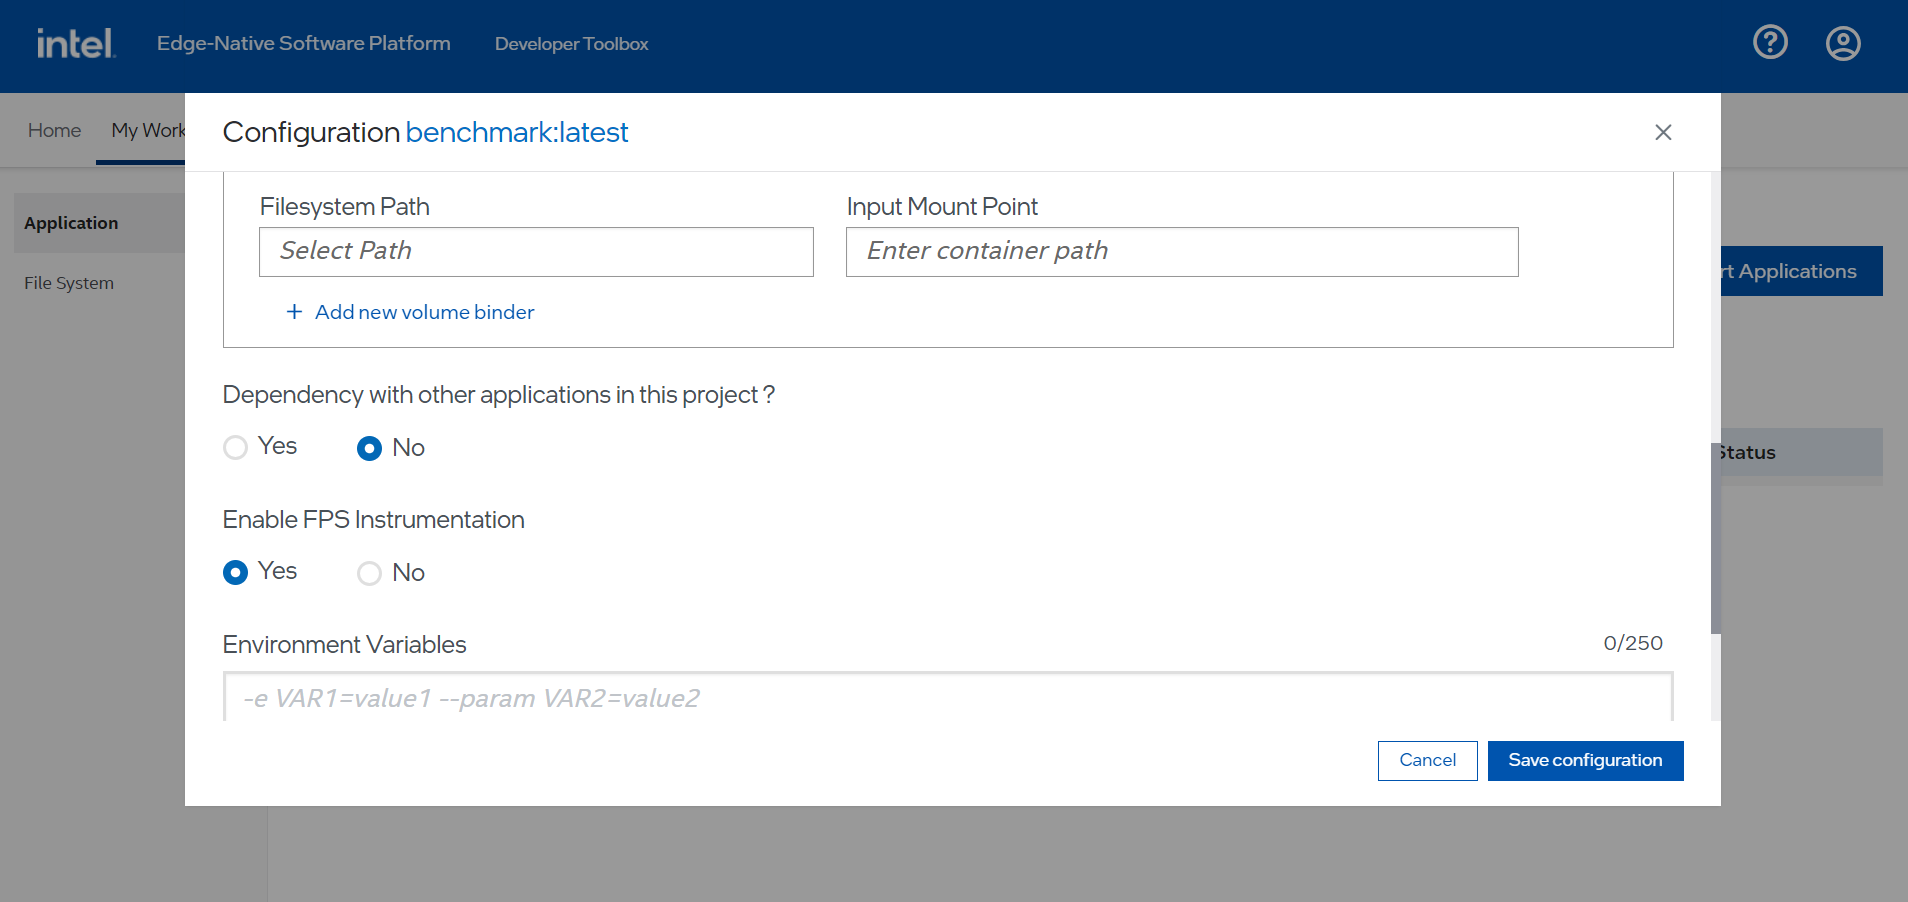 intel. Edge-Native Software Platform Developer Toolbox
Home My Work
Configuration benchmark:latest
Application
File System
Filesystem Path Input Mount Point
Select Path Enter container path
+ Add new volume binder
rt Applications
Dependency with other applications in this project ?
Yes No
Status
Enable FPS Instrumentation
Yes No
Environment Variables 0/250
-e VAR1=value1 --param VAR2=value2
Cancel Save configuration